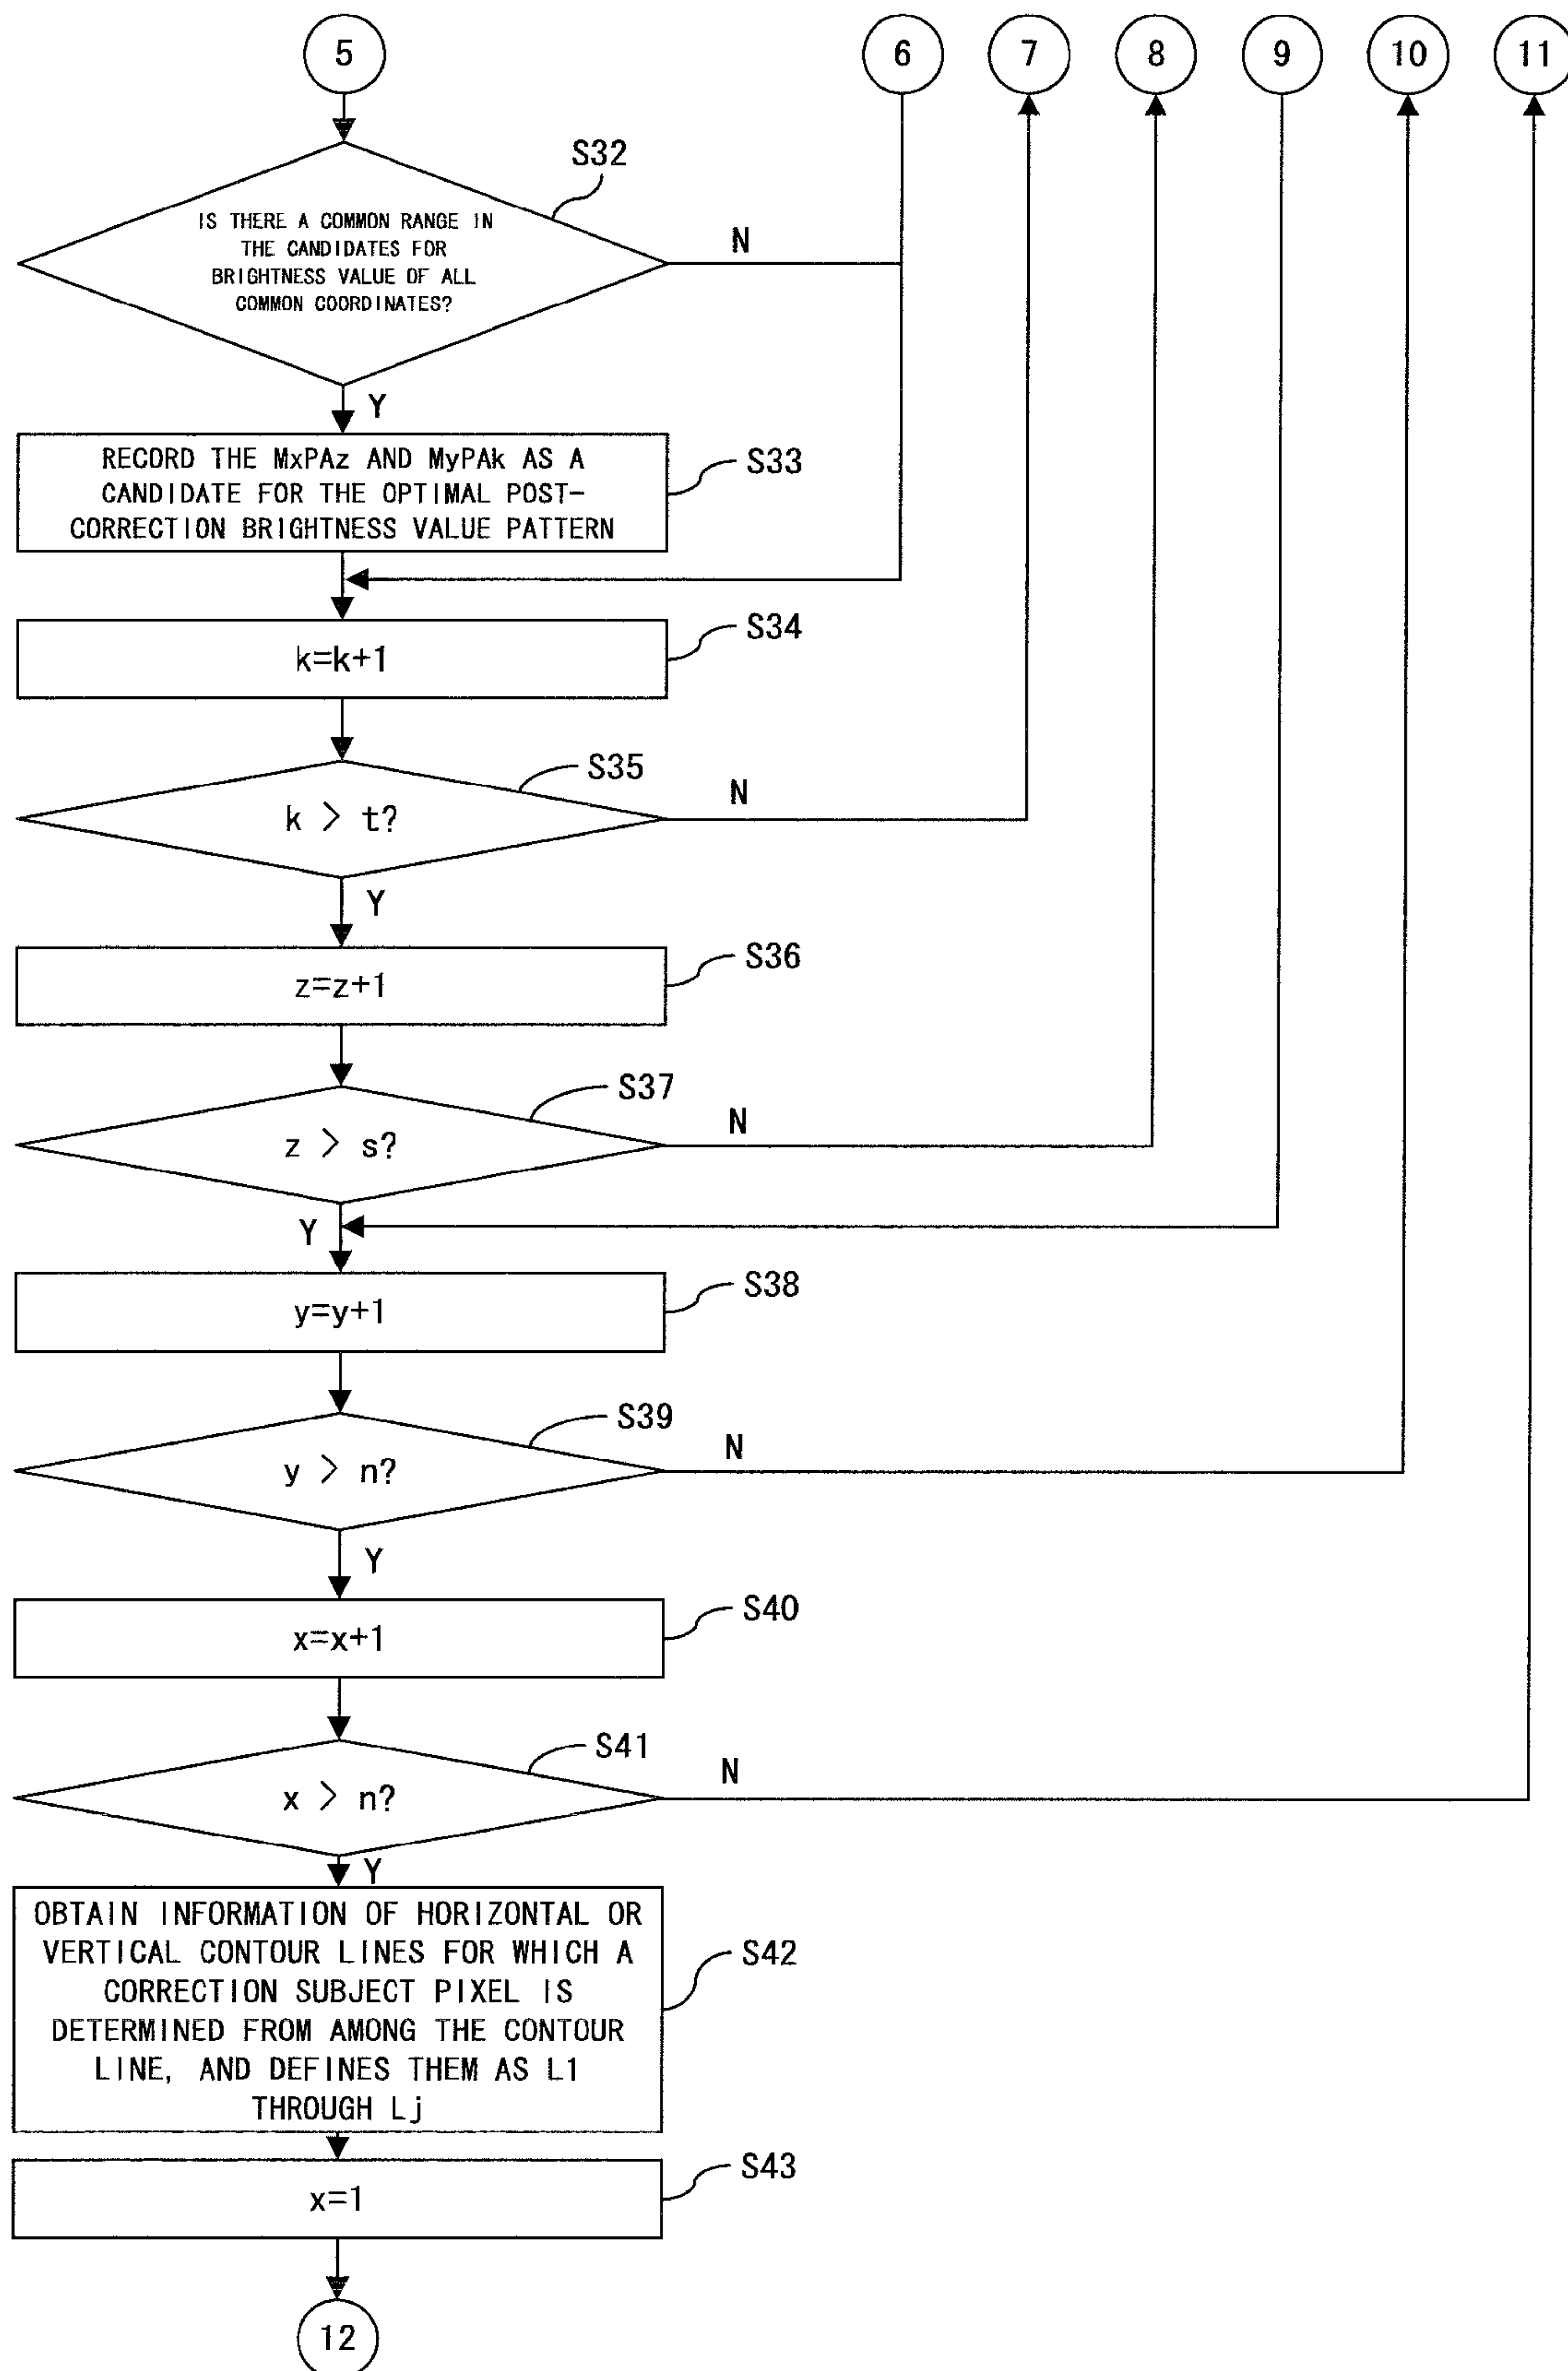 5
6
7
8
9
10
11
S32
IS THERE A COMMON RANGE IN
THE CANDIDATES FOR
BRIGHTNESS VALUE OF ALL
COMMON COORDINATES?
N
Y
RECORD THE MxPAz AND MyPAk AS A
CANDIDATE FOR THE OPTIMAL POST-
CORRECTION BRIGHTNESS VALUE PATTERN
S33
k=k+1
S34
k > t?
S35
N
Y
z=z+1
S36
z > s?
S37
N
Y
y=y+1
S38
y > n?
S39
N
Y
x=x+1
S40
x > n?
S41
N
Y
OBTAIN INFORMATION OF HORIZONTAL OR
VERTICAL CONTOUR LINES FOR WHICH A
CORRECTION SUBJECT PIXEL IS
DETERMINED FROM AMONG THE CONTOUR
LINE, AND DEFINES THEM AS L1
THROUGH Lj
S42
x=1
S43
12